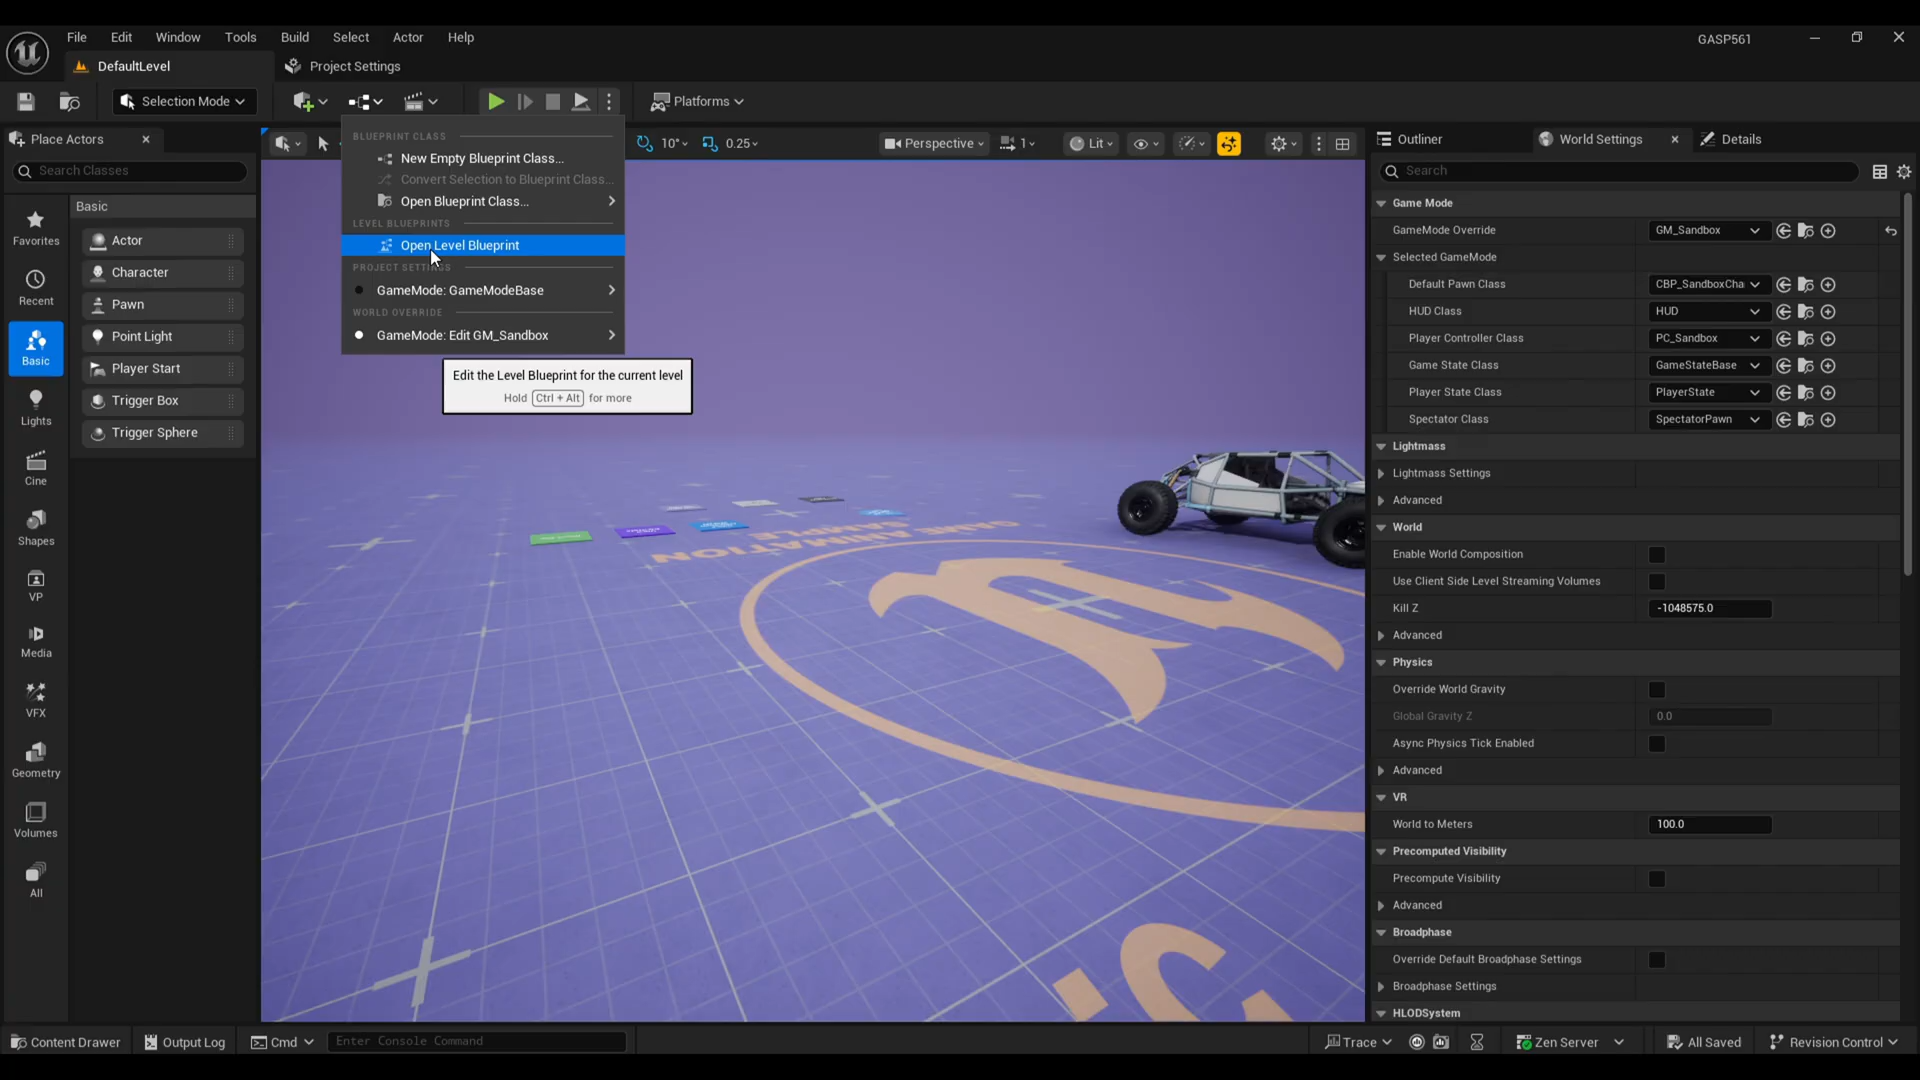 File Edit Window Tools Build Select Actor Help
GASP561
DefaultLevel
Project Settings
Selection Mode
Platforms
Place Actors
Search Classes
Favorites
Recent
Basic
Lights
Cine
Shapes
VP
Media
VFX
Geometry
Volumes
All
Basic
Actor
Character
Pawn
Point Light
Player Start
Trigger Box
Trigger Sphere
BLUEPRINT CLASS
New Empty Blueprint Class...
Convert Selection to Blueprint Class...
Open Blueprint Class...
LEVEL BLUEPRINTS
Open Level Blueprint
PROJECT SETTINGS
GameMode: GameModeBase
WORLD OVERRIDE
GameMode: Edit GM_Sandbox
Edit the Level Blueprint for the current level
Hold Ctrl + Alt for more
10° 0.25
Perspective 1 Lit
GAME ANIMATION
SAMPLE
Outliner
World Settings
Details
Search
Game Mode
GameMode Override GM_Sandbox
Selected GameMode
Default Pawn Class CBP_SandboxCha
HUD Class HUD
Player Controller Class PC_Sandbox
Game State Class GameStateBase
Player State Class PlayerState
Spectator Class SpectatorPawn
Lightmass
Lightmass Settings
Advanced
World
Enable World Composition
Use Client Side Level Streaming Volumes
Kill Z -1048575.0
Advanced
Physics
Override World Gravity
Global Gravity Z 0.0
Async Physics Tick Enabled
Advanced
VR
World to Meters 100.0
Precomputed Visibility
Precompute Visibility
Advanced
Broadphase
Override Default Broadphase Settings
Broadphase Settings
HLODSystem
Content Drawer
Output Log
Cmd
Enter Console Command
Trace
Zen Server
All Saved
Revision Control